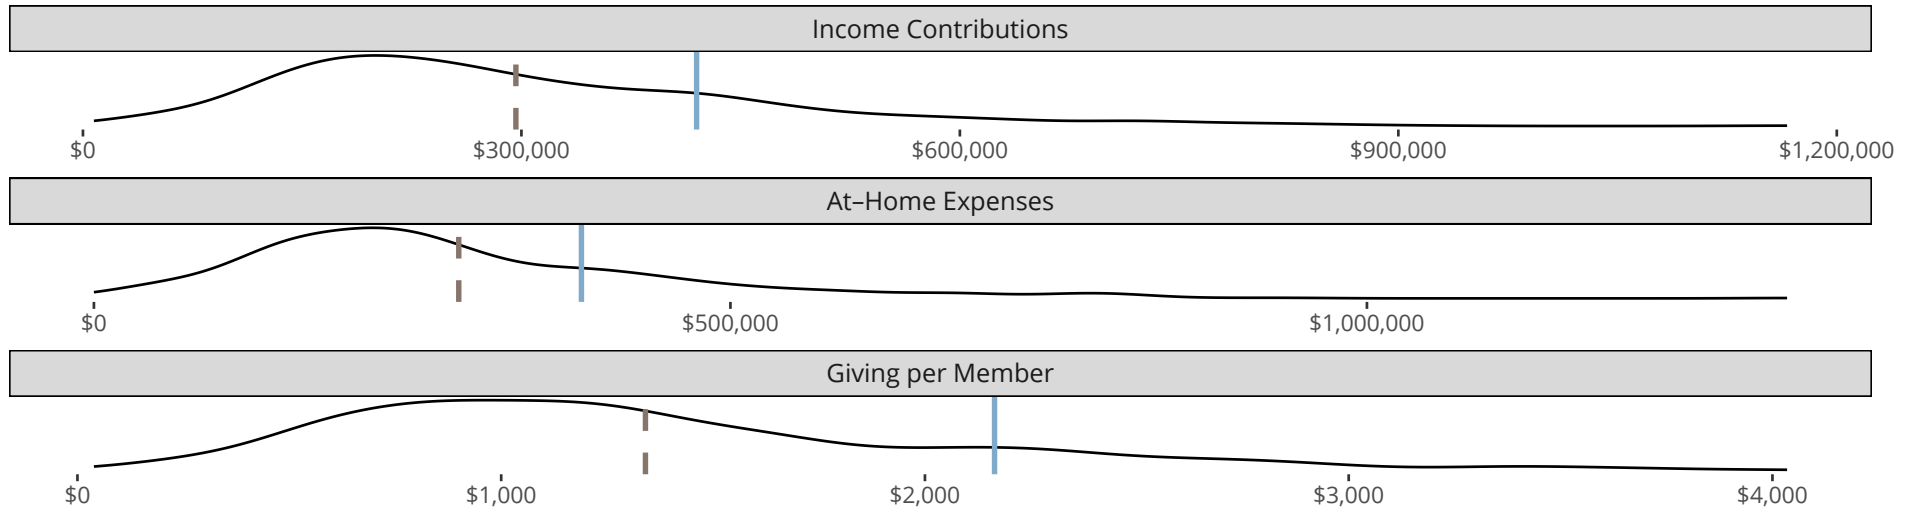 Income Contributions
$0 $300,000 $600,000 $900,000 $1,200,000
At–Home Expenses
$0 $500,000 $1,000,000
Giving per Member
$0 $1,000 $2,000 $3,000 $4,000